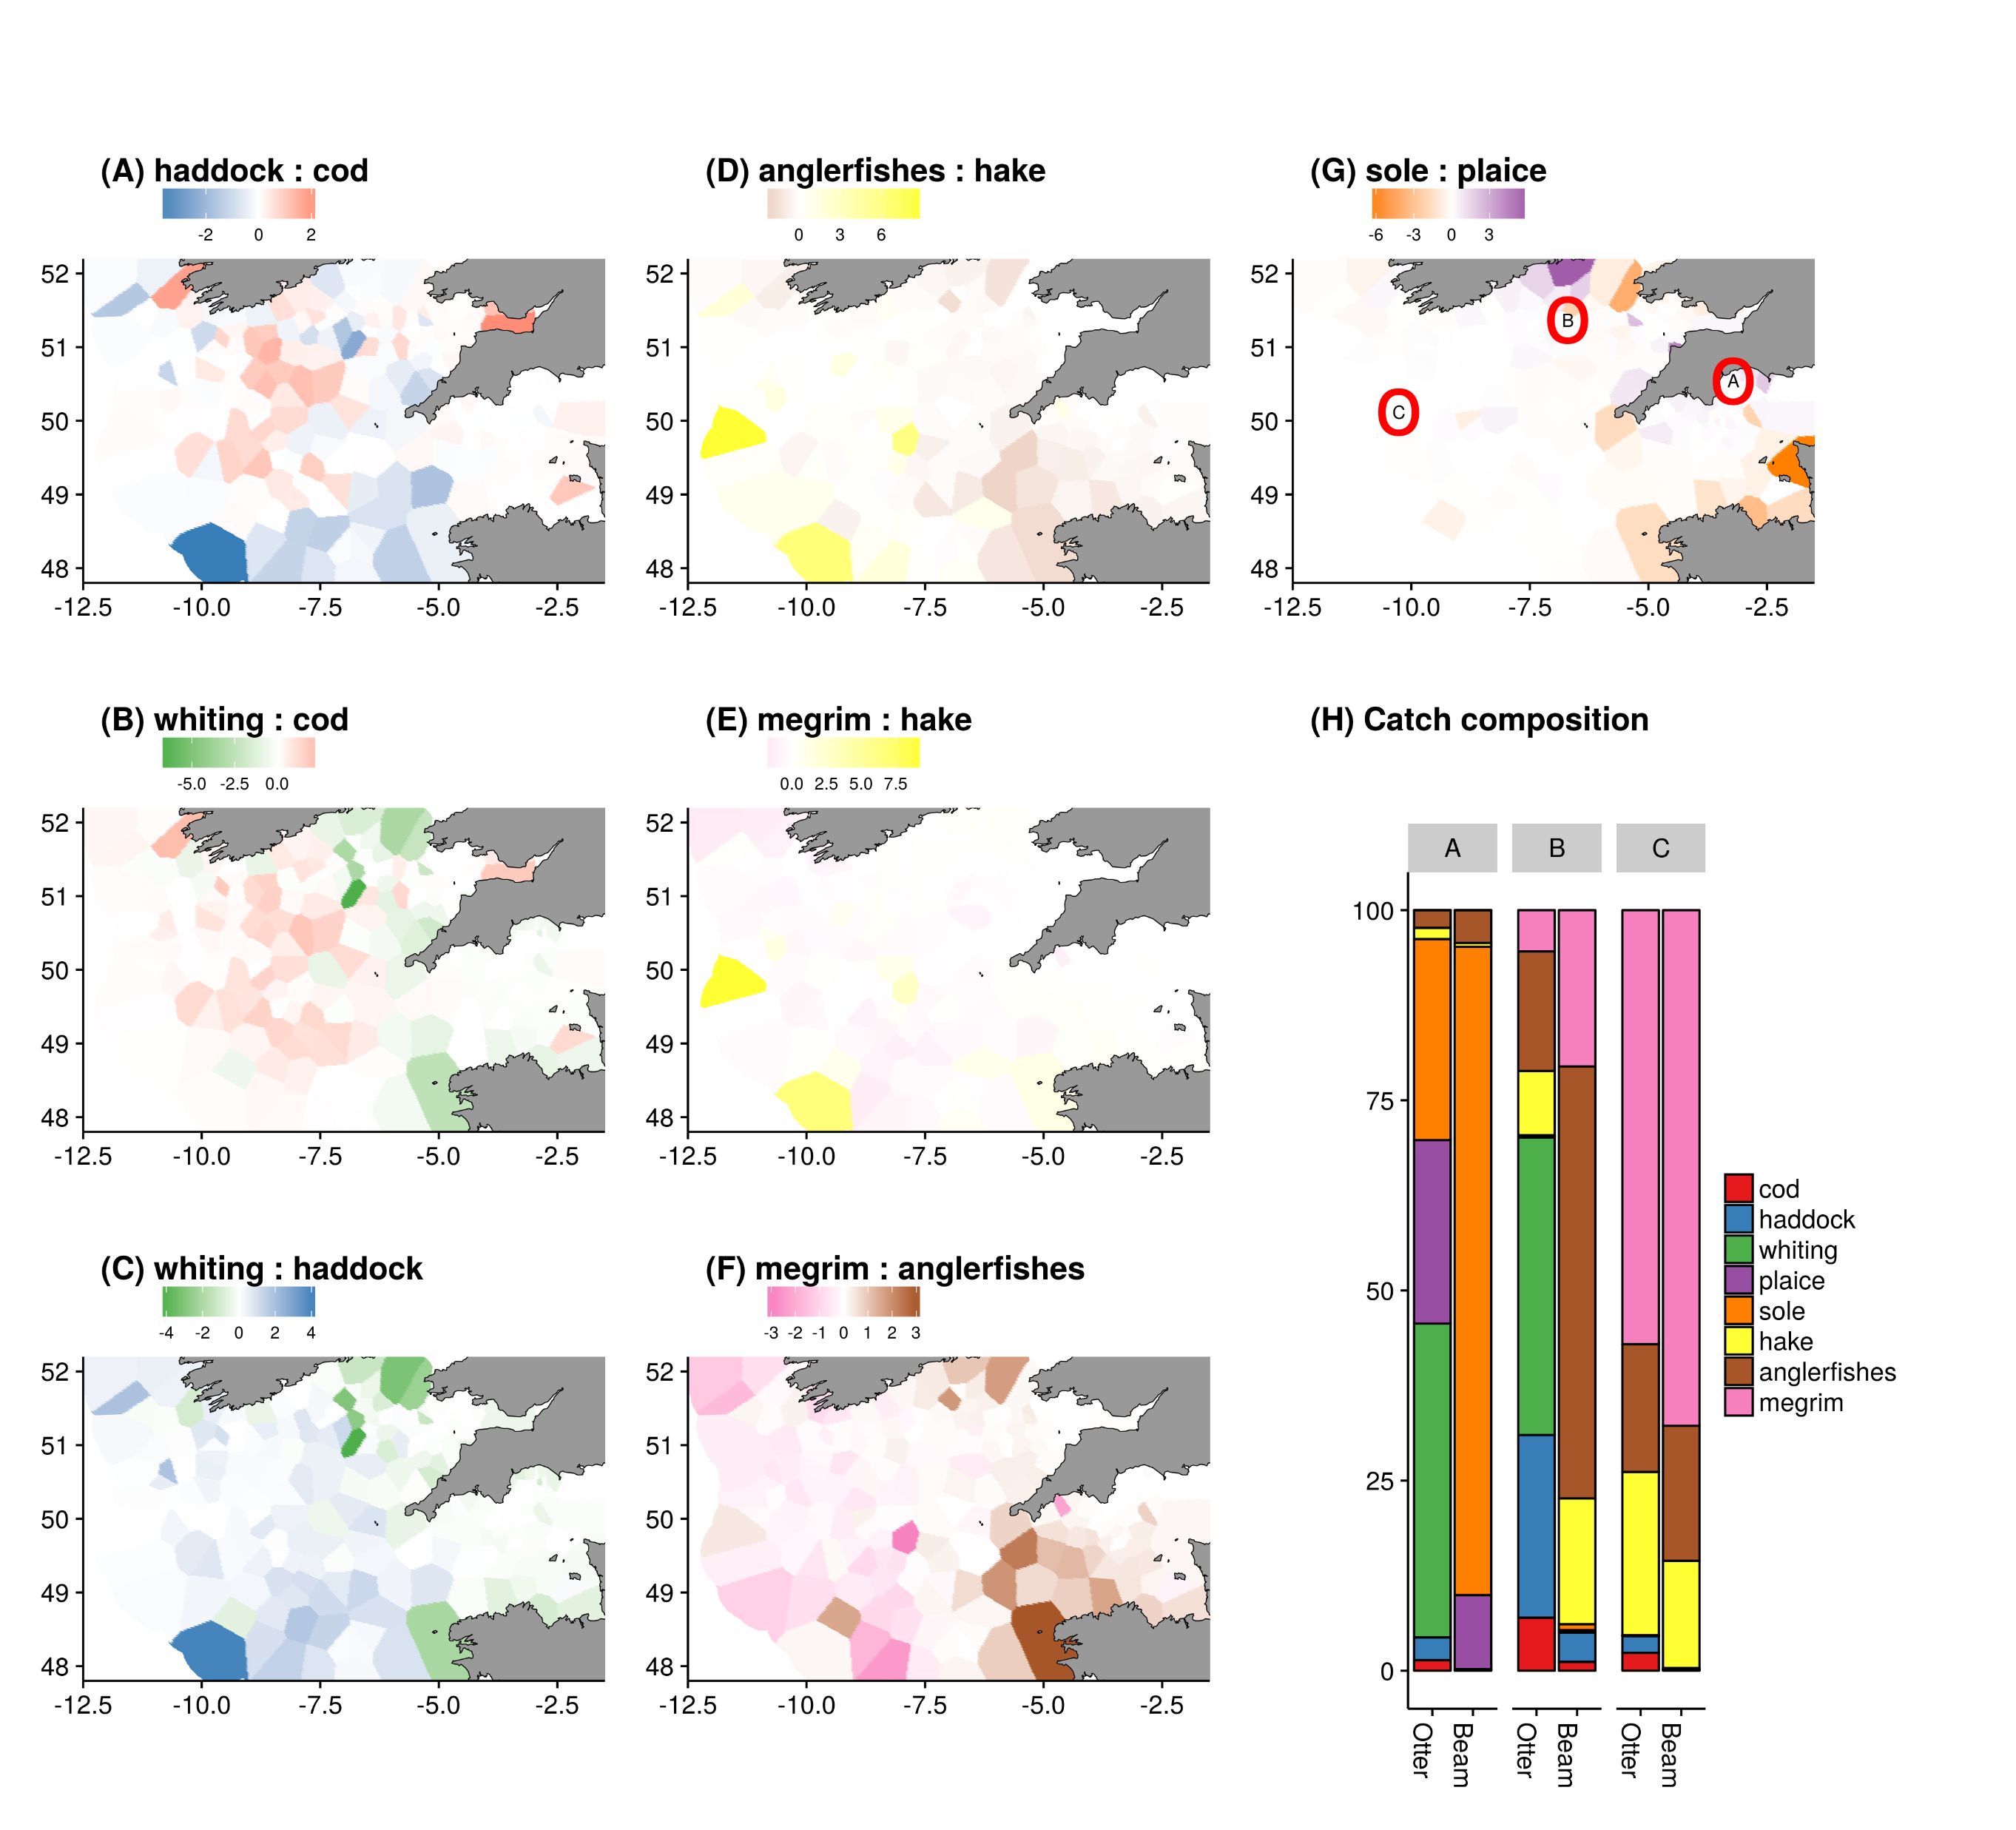 (A) haddock : cod
-2 0 2
52
51
50
49
48
-12.5 -10.0 -7.5 -5.0 -2.5
(D) anglerfishes : hake
0 3 6
52
51
50
49
48
-12.5 -10.0 -7.5 -5.0 -2.5
(G) sole : plaice
-6 -3 0 3
52
51
50
49
48
B
A
C
-12.5 -10.0 -7.5 -5.0 -2.5
(B) whiting : cod
-5.0 -2.5 0.0
52
51
50
49
48
-12.5 -10.0 -7.5 -5.0 -2.5
(E) megrim : hake
0.0 2.5 5.0 7.5
52
51
50
49
48
-12.5 -10.0 -7.5 -5.0 -2.5
(C) whiting : haddock
-4 -2 0 2 4
52
51
50
49
48
-12.5 -10.0 -7.5 -5.0 -2.5
(F) megrim : anglerfishes
-3 -2 -1 0 1 2 3
52
51
50
49
48
-12.5 -10.0 -7.5 -5.0 -2.5
(H) Catch composition
A B C
100
75
50
25
0
Otter Beam Otter Beam Otter Beam
cod
haddock
whiting
plaice
sole
hake
anglerfishes
megrim